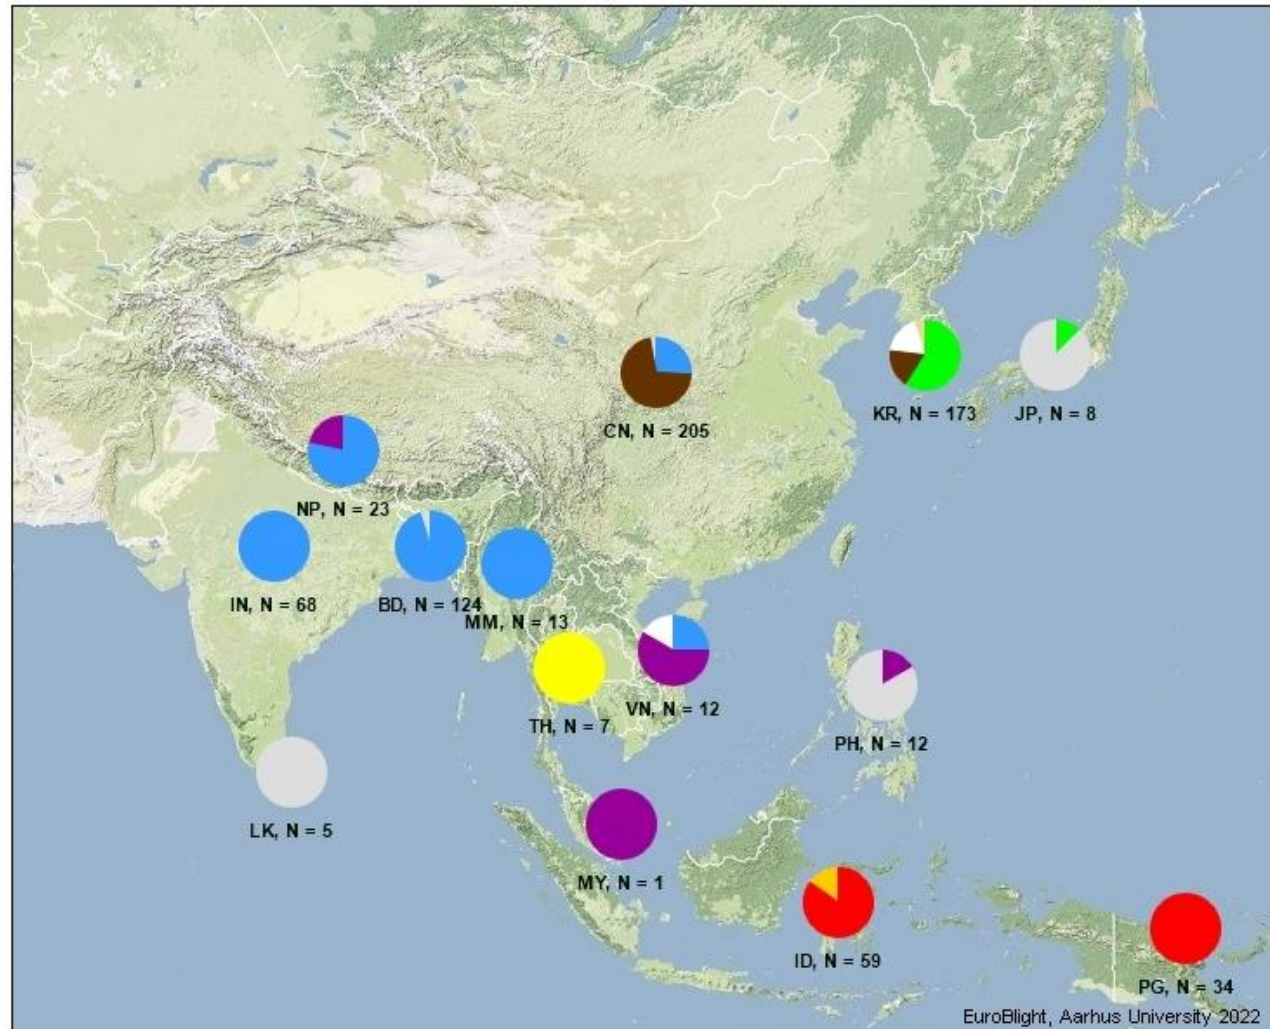 KR, N = 173
JP, N = 8
CN, N = 205
NP, N = 23
IN, N = 68
BD, N = 124
MM, N = 13
TH, N = 7
VN, N = 12
PH, N = 12
LK, N = 5
MY, N = 1
ID, N = 59
PG, N = 34
EuroBlight, Aarhus University 2022